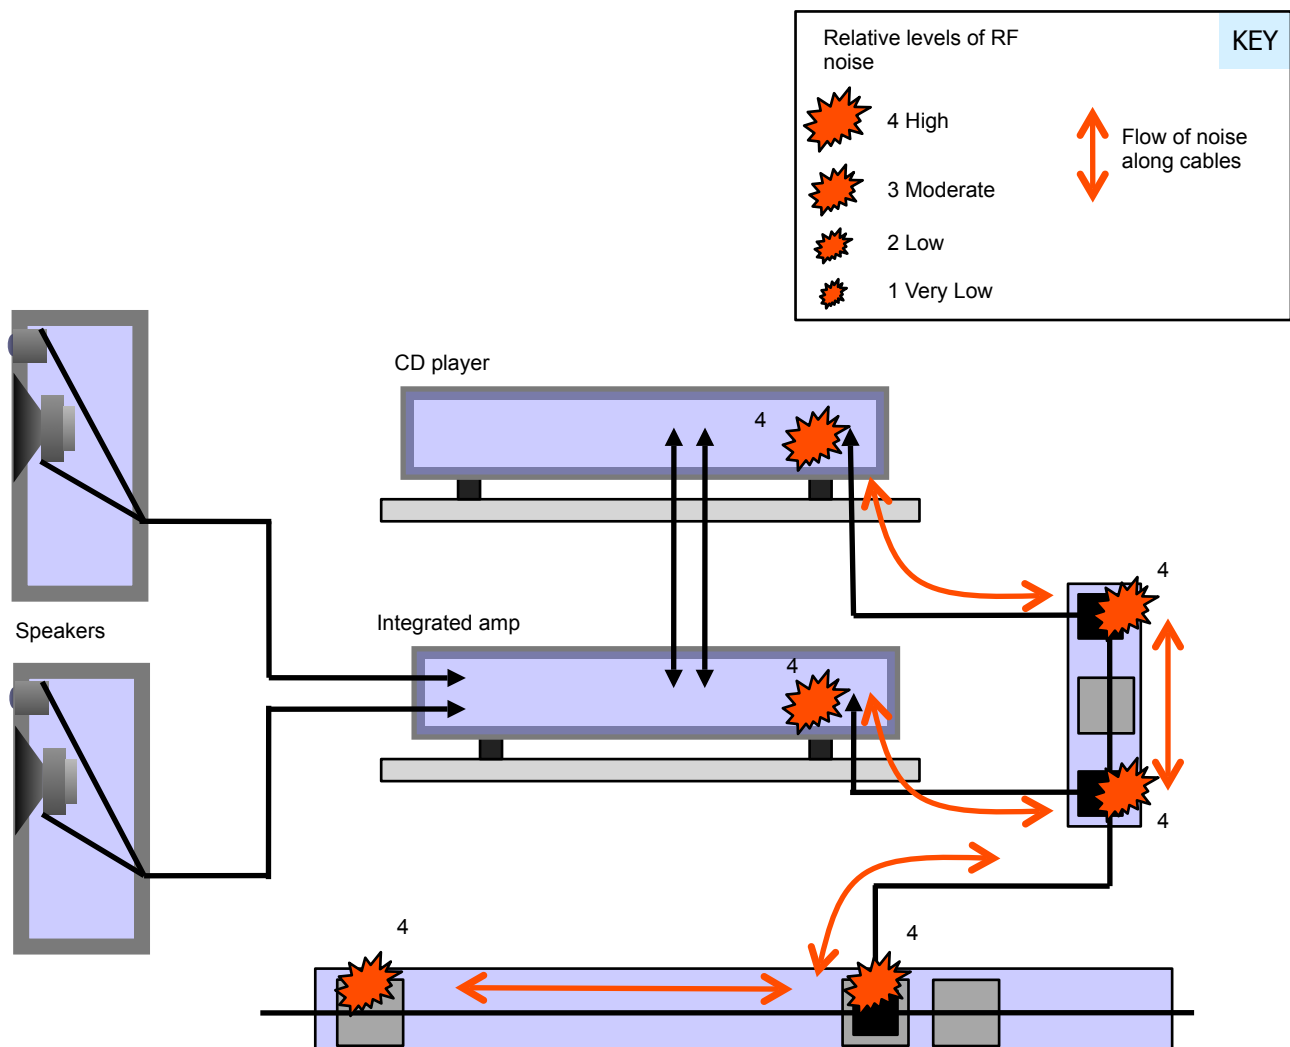 Relative levels of RF
noise
KEY
4 High
Flow of noise
along cables
3 Moderate
2 Low
1 Very Low
CD player
4
4
Speakers
Integrated amp
4
4
4
4